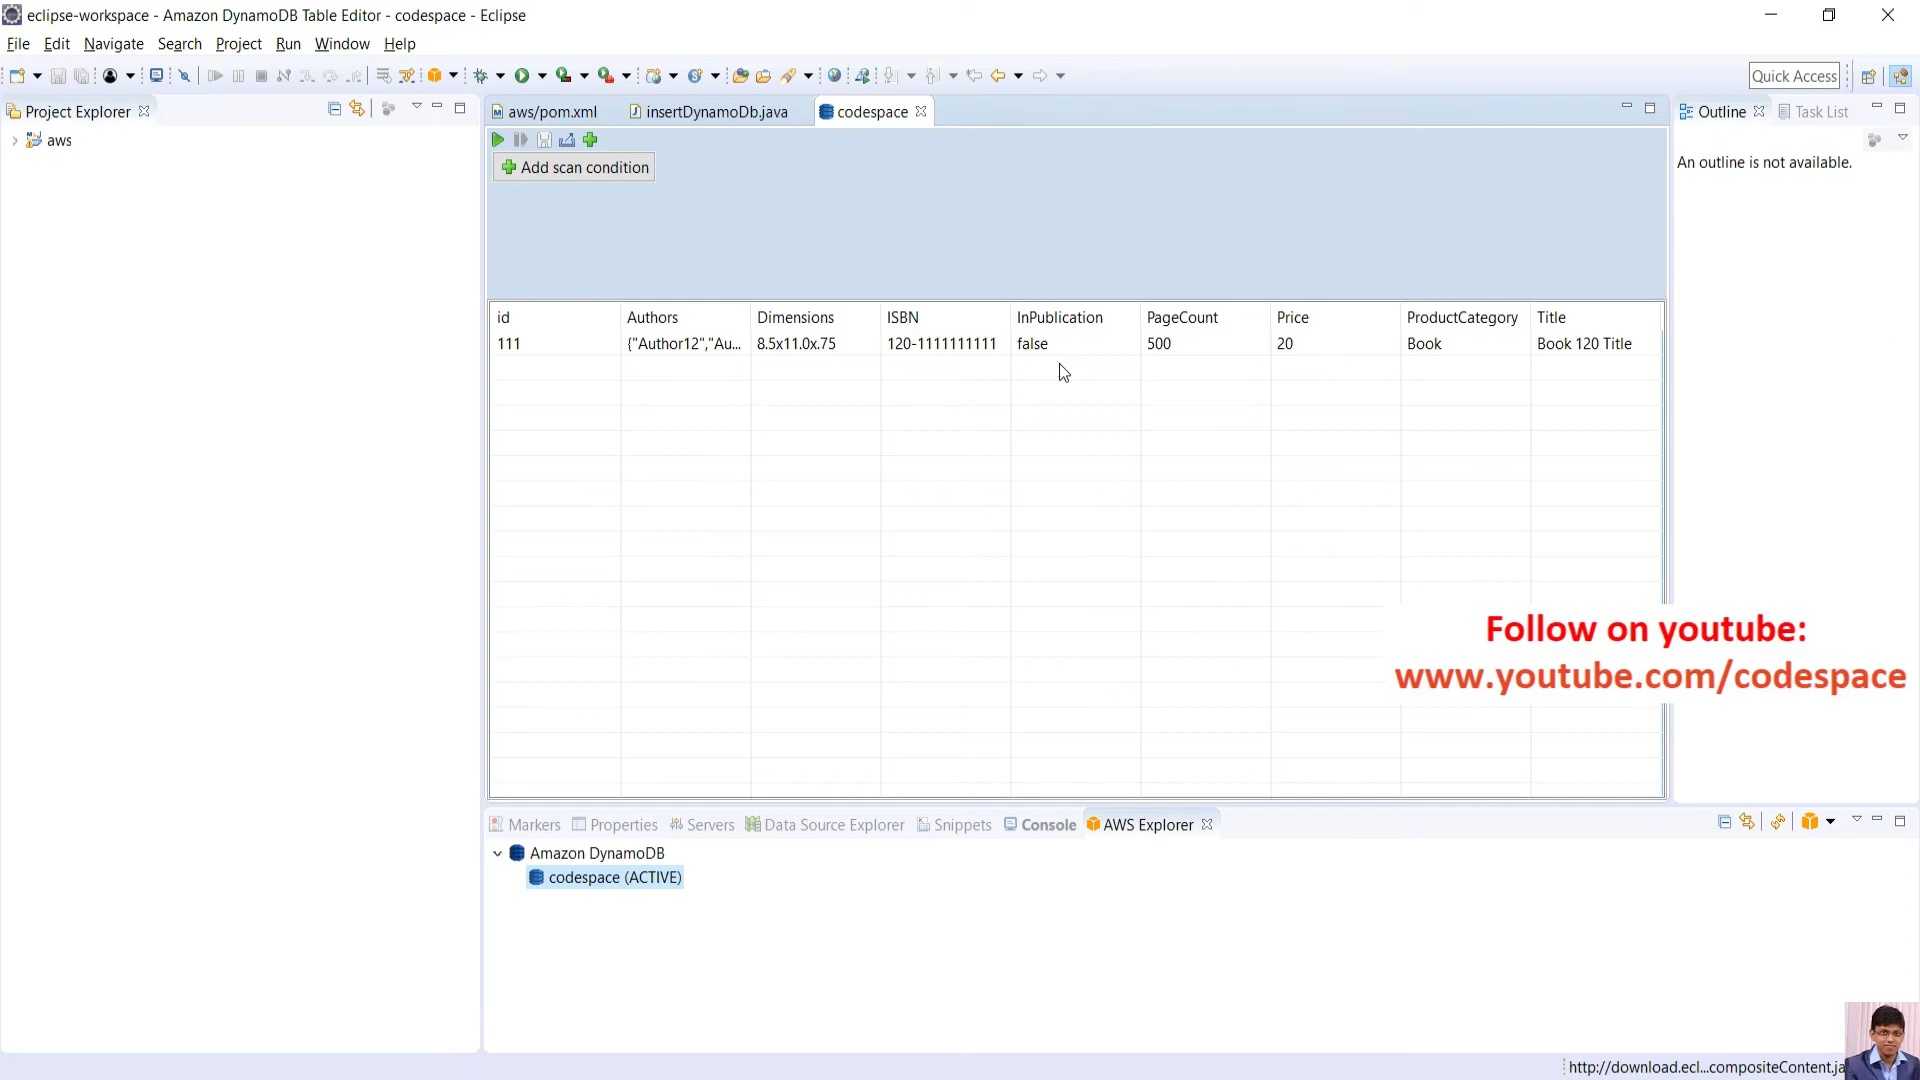 eclipse-workspace - Amazon DynamoDB Table Editor - codespace - Eclipse
File Edit Navigate Search Project Run Window Help
Quick Access
Project Explorer
aws/pom.xml insertDynamoDb.java codespace
Outline Task List
aws
Add scan condition
An outline is not available.
id Authors Dimensions ISBN InPublication PageCount Price ProductCategory Title
111 {"Author12","Au... 8.5x11.0x.75 120-1111111111 false 500 20 Book Book 120 Title
Follow on youtube:
www.youtube.com/codespace
Markers Properties Servers Data Source Explorer Snippets Console AWS Explorer
Amazon DynamoDB
codespace (ACTIVE)
http://download.ecl...compositeContent.ja